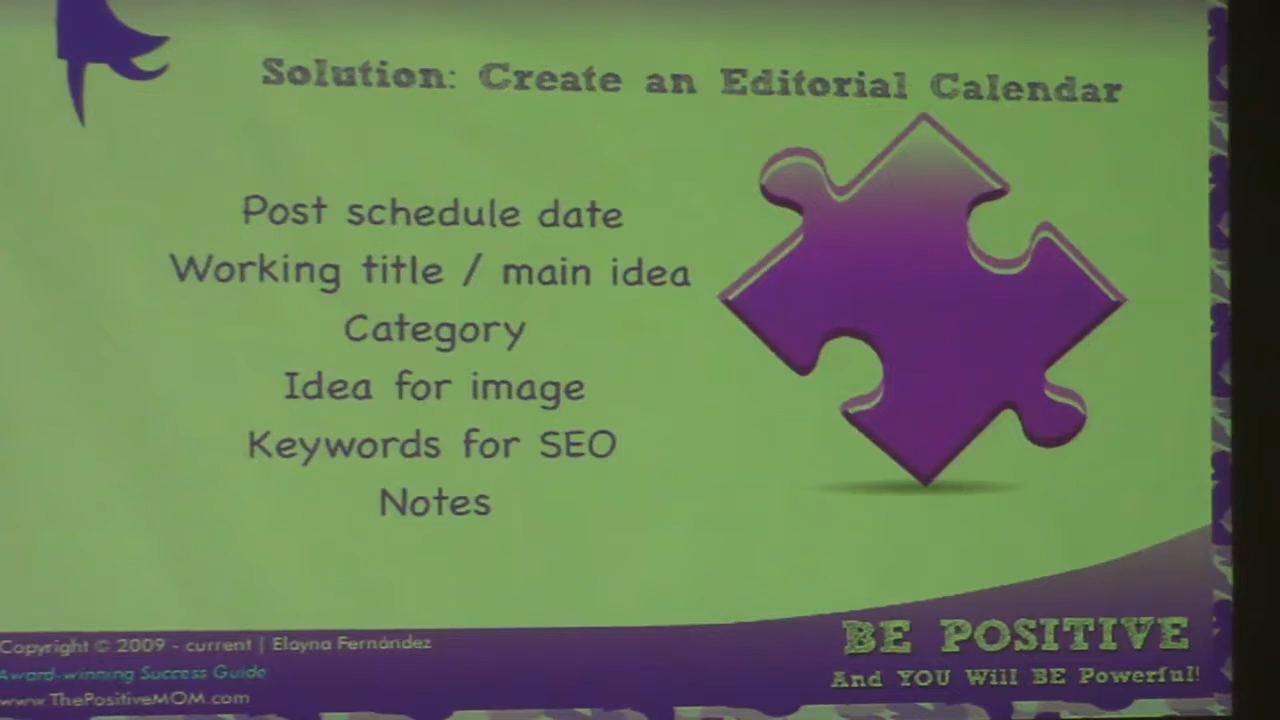 Solution: Create an Editorial Calendar
Post schedule date
Working title / main idea
Category
Idea for image
Keywords for SEO
Notes
Copyright © 2009 - current | Elayna Fernández
Award-winning Success Guide
www.ThePositiveMOM.com
BE POSITIVE
And YOU Will BE Powerful!